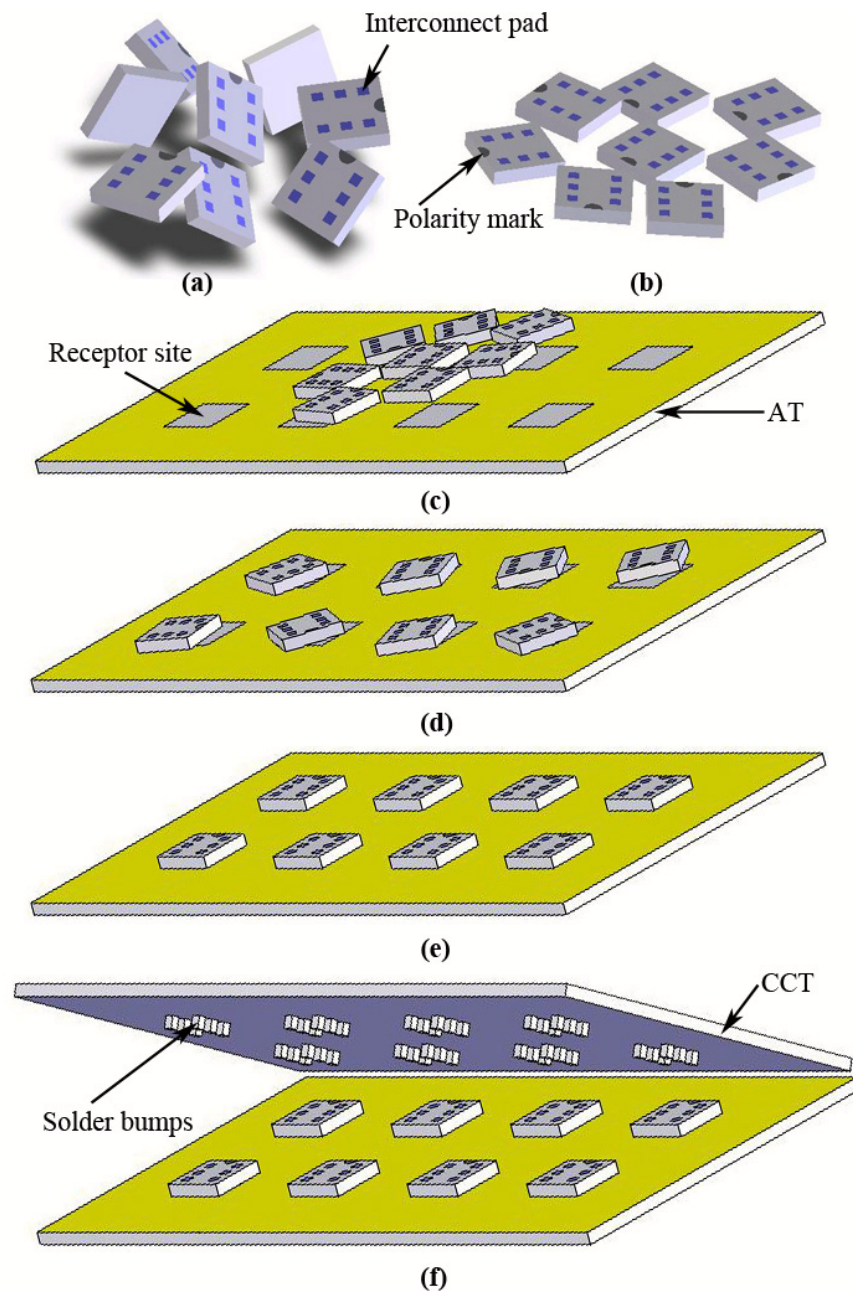 Interconnect pad
Polarity mark
(a)
(b)
Receptor site
AT
(c)
(d)
(e)
CCT
Solder bumps
(f)